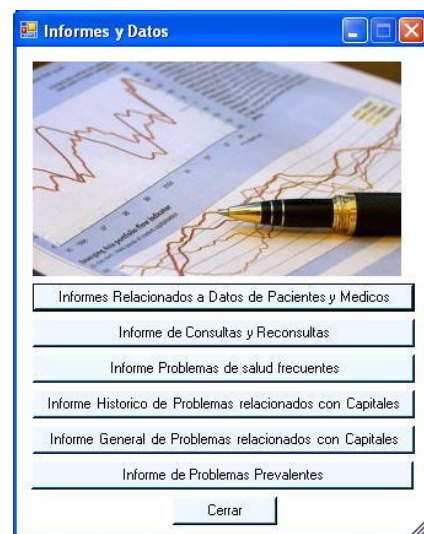 Informes y Datos
Informes Relacionados a Datos de Pacientes y Medicos
Informe de Consultas y Reconsultas
Informe Problemas de salud frecuentes
Informe Historico de Problemas relacionados con Capitales
Informe General de Problemas relacionados con Capitales
Informe de Problemas Prevalentes
Cerrar